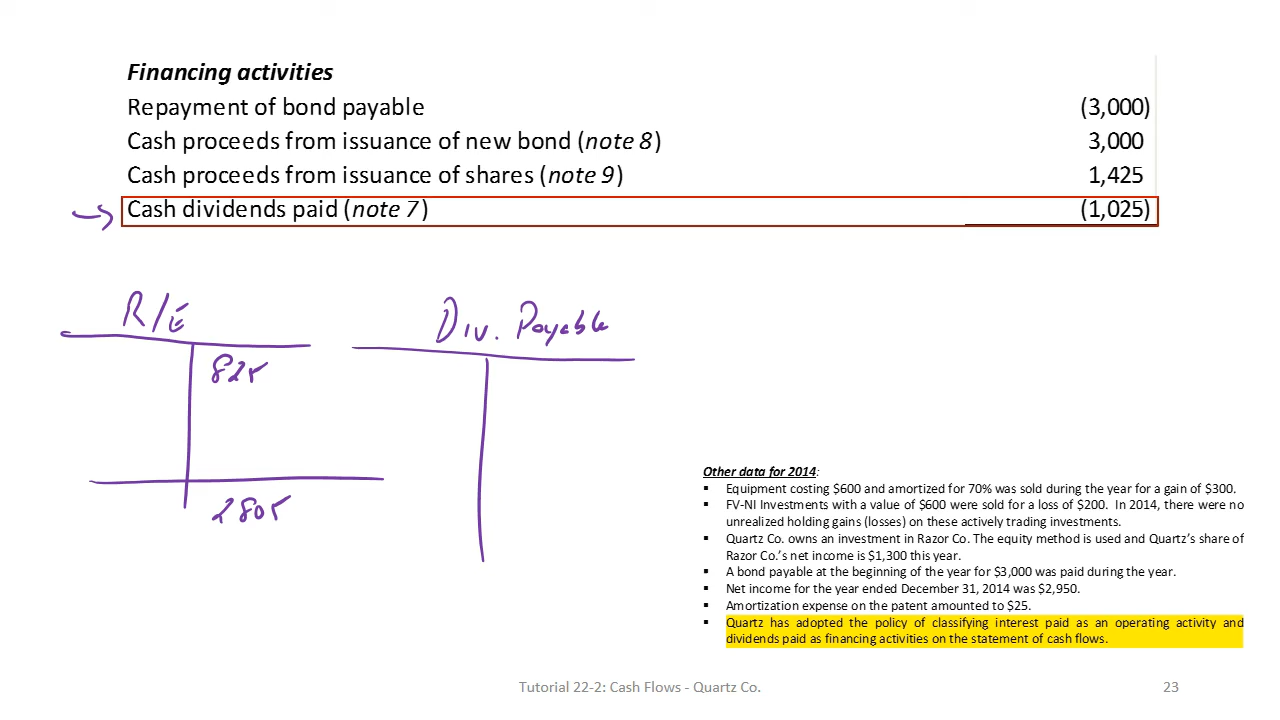 Financing activities
Repayment of bond payable (3,000)
Cash proceeds from issuance of new bond (note 8) 3,000
Cash proceeds from issuance of shares (note 9) 1,425
Cash dividends paid (note 7) (1,025)
R/E
Div. Payable
825
2805
Other data for 2014:
▪ Equipment costing $600 and amortized for 70% was sold during the year for a gain of $300.
▪ FV-NI Investments with a value of $600 were sold for a loss of $200. In 2014, there were no
unrealized holding gains (losses) on these actively trading investments.
▪ Quartz Co. owns an investment in Razor Co. The equity method is used and Quartz's share of
Razor Co.'s net income is $1,300 this year.
▪ A bond payable at the beginning of the year for $3,000 was paid during the year.
▪ Net income for the year ended December 31, 2014 was $2,950.
▪ Amortization expense on the patent amounted to $25.
▪ Quartz has adopted the policy of classifying interest paid as an operating activity and
dividends paid as financing activities on the statement of cash flows.
Tutorial 22-2: Cash Flows - Quartz Co. 23